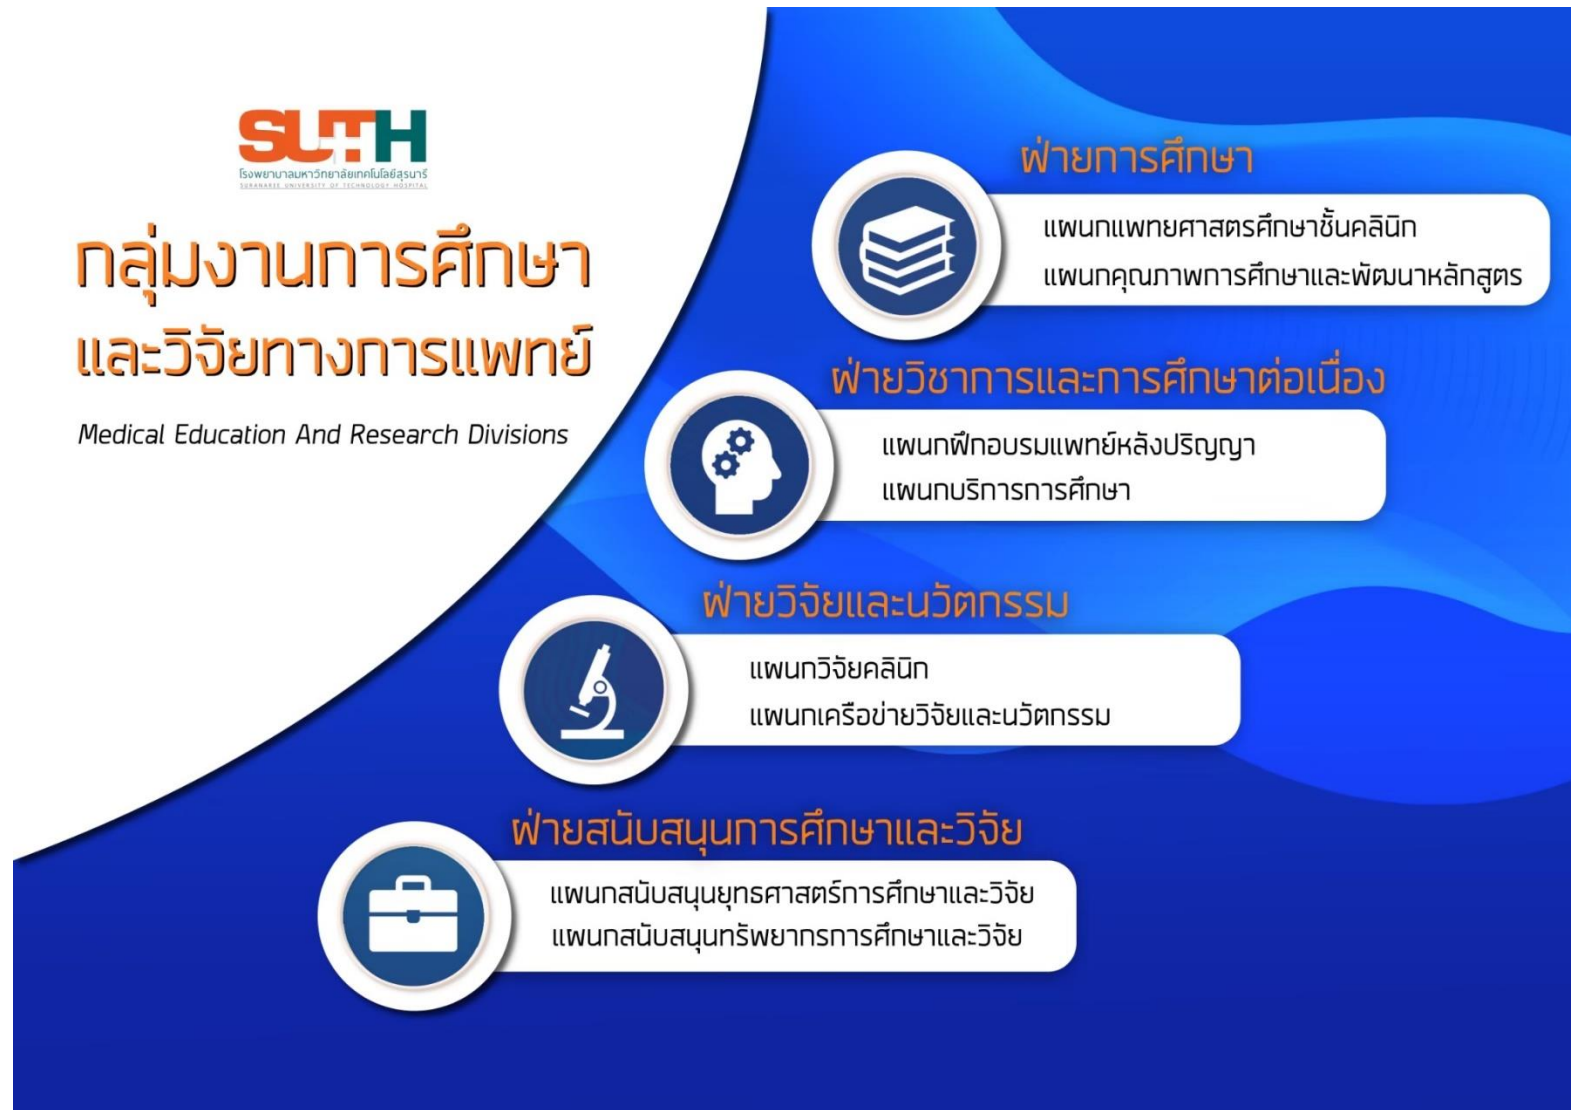 SUTH
โรงพยาบาลมหาวิทยาลัยเทคโนโลยีสุรนารี
SURANAREE UNIVERSITY OF TECHNOLOGY HOSPITAL
กลุ่มงานการศึกษา
และวิจัยทางการแพทย์
Medical Education And Research Divisions
ฝ่ายการศึกษา
แผนกแพทยศาสตรศึกษาชั้นคลินิก
แผนกคุณภาพการศึกษาและพัฒนาหลักสูตร
ฝ่ายวิชาการและการศึกษาต่อเนื่อง
แผนกฝึกอบรมแพทย์หลังปริญญา
แผนกบริการการศึกษา
ฝ่ายวิจัยและนวัตกรรม
แผนกวิจัยคลินิก
แผนกเครือข่ายวิจัยและนวัตกรรม
ฝ่ายสนับสนุนการศึกษาและวิจัย
แผนกสนับสนุนยุทธศาสตร์การศึกษาและวิจัย
แผนกสนับสนุนทรัพยากรการศึกษาและวิจัย